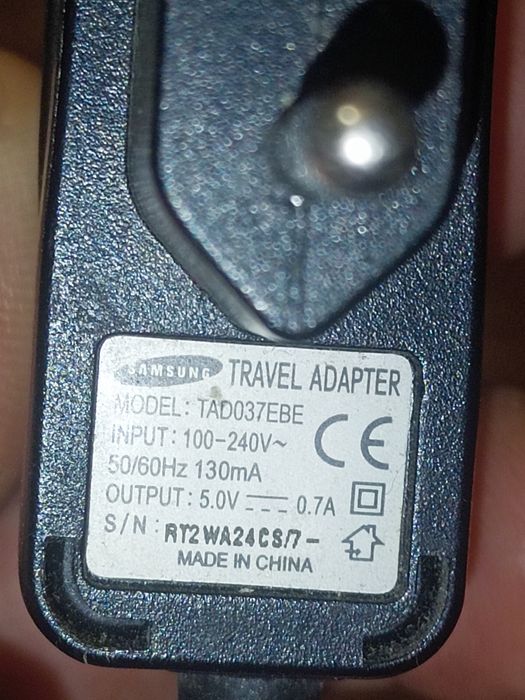 SAMSUNG TRAVEL ADAPTER
MODEL: TAD037EBE
INPUT: 100-240V~
50/60Hz 130mA
CE
OUTPUT: 5.0V 0.7A
S/N: RT2WA24CS/7-
MADE IN CHINA